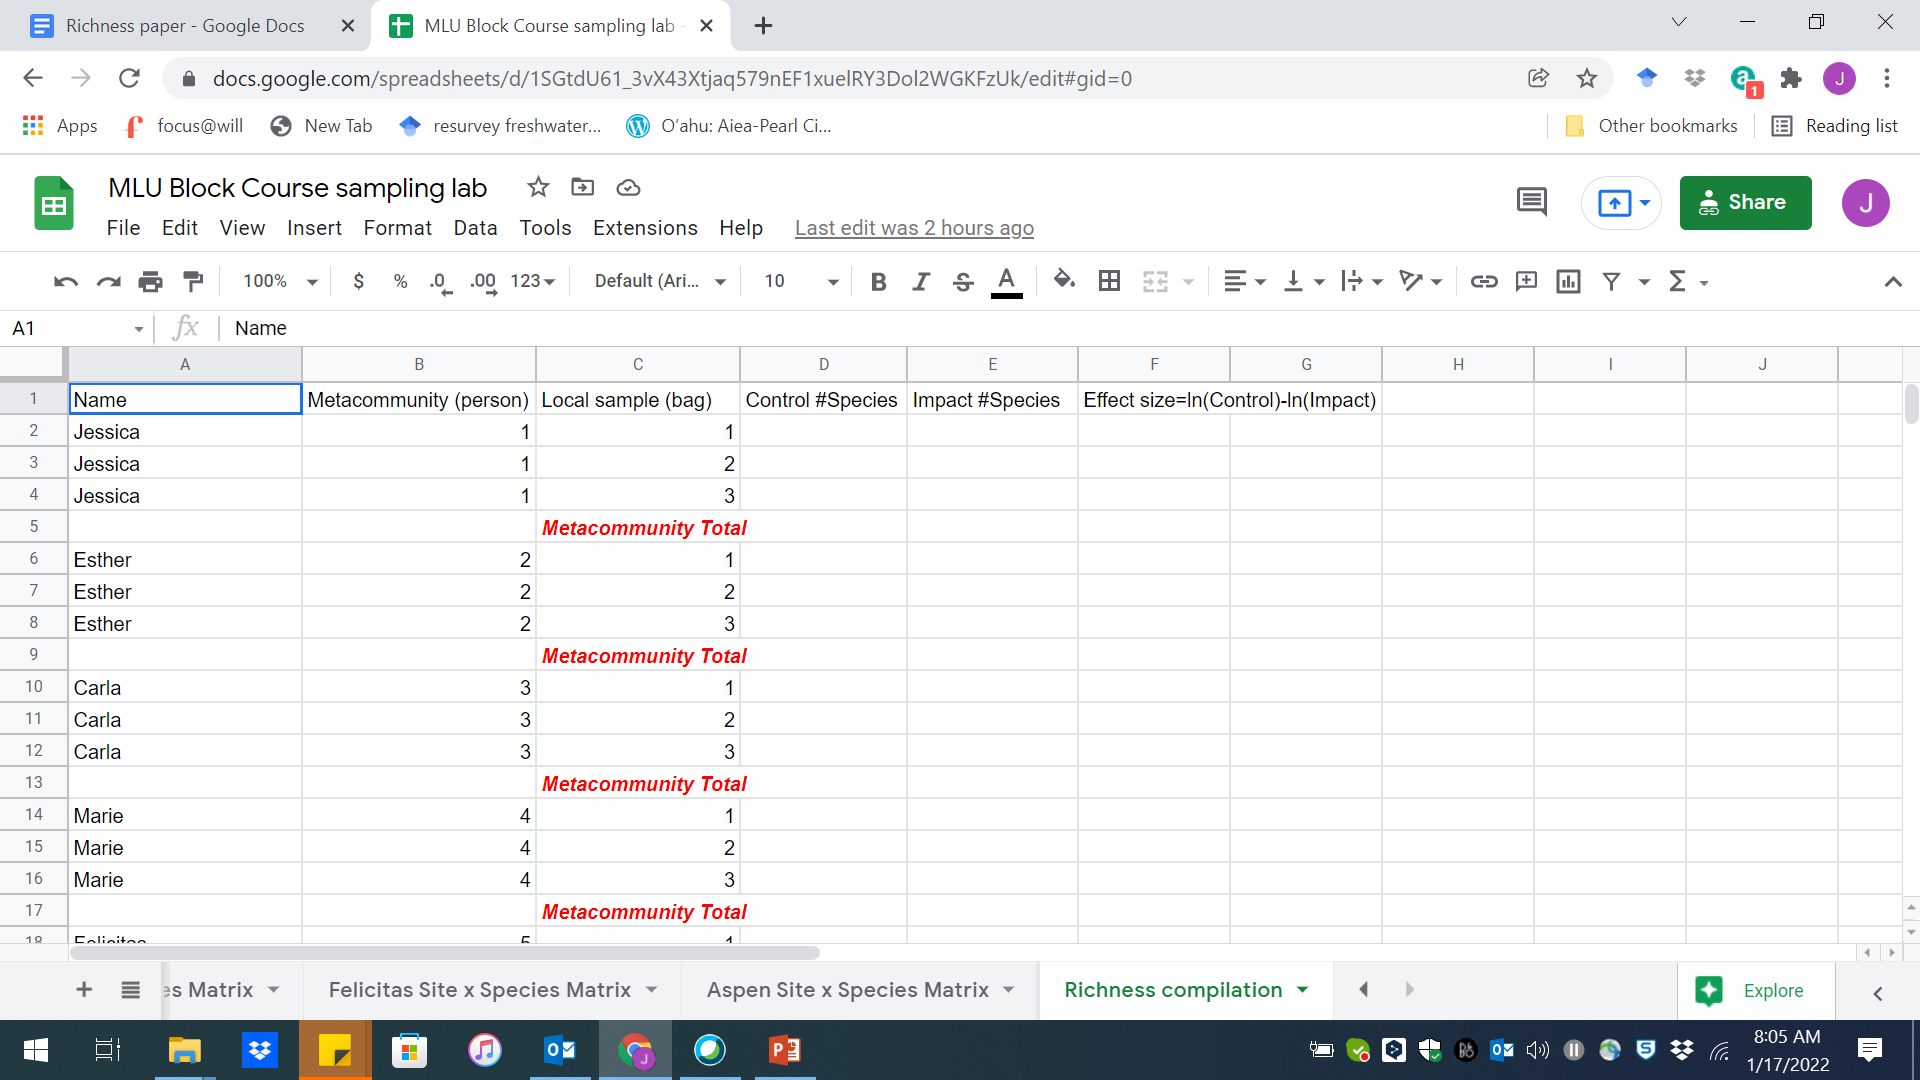 Richness paper - Google Docs
MLU Block Course sampling lab -
docs.google.com/spreadsheets/d/1SGtdU61_3vX43Xtjaq579nEF1xuelRY3Dol2WGKFzUk/edit#gid=0
1
J
Apps
focus@will
New Tab
resurvey freshwater...
O'ahu: Aiea-Pearl Ci...
Other bookmarks
Reading list
MLU Block Course sampling lab
File Edit View Insert Format Data Tools Extensions Help Last edit was 2 hours ago
Share
J
100% $ % .0 .00 123 Default (Ari... 10 B I S A
A1 fx Name
A B C D E F G H I J
1 Name Metacommunity (person) Local sample (bag) Control #Species Impact #Species Effect size=ln(Control)-ln(Impact)
2 Jessica 1 1
3 Jessica 1 2
4 Jessica 1 3
5 Metacommunity Total
6 Esther 2 1
7 Esther 2 2
8 Esther 2 3
9 Metacommunity Total
10 Carla 3 1
11 Carla 3 2
12 Carla 3 3
13 Metacommunity Total
14 Marie 4 1
15 Marie 4 2
16 Marie 4 3
17 Metacommunity Total
18 Felicitas 5 1
es Matrix
Felicitas Site x Species Matrix
Aspen Site x Species Matrix
Richness compilation
Explore
8:05 AM
1/17/2022